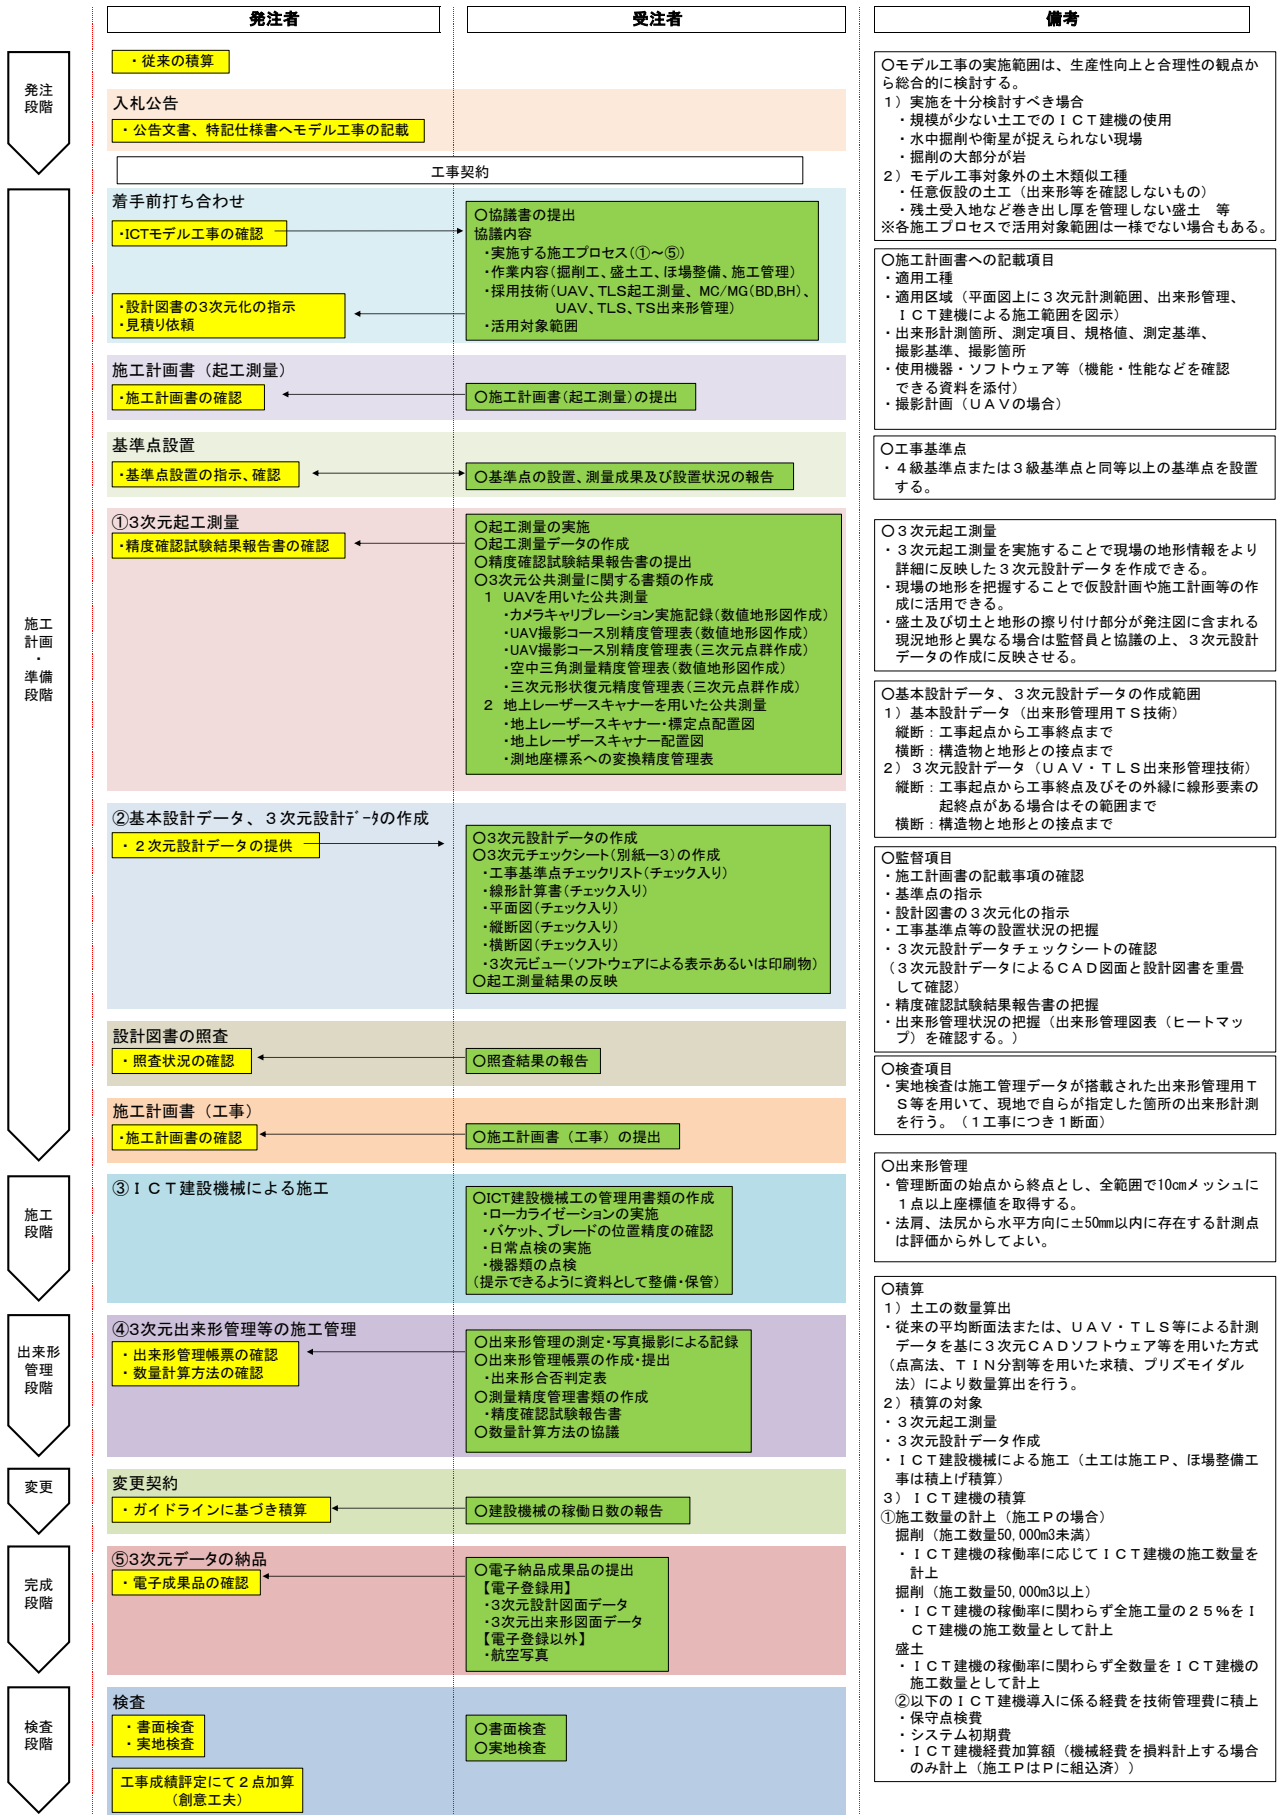 発注者
受注者
備考
発注
段階
・従来の積算
入札公告
・公告文書、特記仕様書へモデル工事の記載
工事契約
施工
計画
・
準備
段階
着手前打ち合わせ
・ICTモデル工事の確認
・設計図書の3次元化の指示
・見積り依頼
〇協議書の提出
協議内容
・実施する施工プロセス(①～⑤)
・作業内容(掘削工、盛土工、ほ場整備、施工管理)
・採用技術(UAV、TLS起工測量、MC/MG(BD,BH)、
UAV、TLS、TS出来形管理)
・活用対象範囲
施工計画書（起工測量）
・施工計画書の確認
〇施工計画書(起工測量)の提出
基準点設置
・基準点設置の指示、確認
〇基準点の設置、測量成果及び設置状況の報告
①3次元起工測量
・精度確認試験結果報告書の確認
〇起工測量の実施
〇起工測量データの作成
〇精度確認試験結果報告書の提出
〇3次元公共測量に関する書類の作成
1 UAVを用いた公共測量
・カメラキャリブレーション実施記録(数値地形図作成)
・UAV撮影コース別精度管理表(数値地形図作成)
・UAV撮影コース別精度管理表(三次元点群作成)
・空中三角測量精度管理表(数値地形図作成)
・三次元形状復元精度管理表(三次元点群作成)
2 地上レーザースキャナーを用いた公共測量
・地上レーザースキャナー・標定点配置図
・地上レーザースキャナー配置図
・測地座標系への変換精度管理表
②基本設計データ、３次元設計ﾃﾞｰﾀの作成
・２次元設計データの提供
〇3次元設計データの作成
〇3次元チェックシート(別紙―3)の作成
・工事基準点チェックリスト(チェック入り)
・線形計算書(チェック入り)
・平面図(チェック入り)
・縦断図(チェック入り)
・横断図(チェック入り)
・3次元ビュー(ソフトウェアによる表示あるいは印刷物)
〇起工測量結果の反映
設計図書の照査
・照査状況の確認
〇照査結果の報告
施工計画書（工事）
・施工計画書の確認
〇施工計画書（工事）の提出
施工
段階
③ＩＣＴ建設機械による施工
〇ICT建設機械工の管理用書類の作成
・ローカライゼーションの実施
・バケット、ブレードの位置精度の確認
・日常点検の実施
・機器類の点検
(提示できるように資料として整備・保管)
出来形
管理
段階
④3次元出来形管理等の施工管理
・出来形管理帳票の確認
・数量計算方法の確認
〇出来形管理の測定・写真撮影による記録
〇出来形管理帳票の作成・提出
・出来形合否判定表
〇測量精度管理書類の作成
・精度確認試験報告書
〇数量計算方法の協議
変更
変更契約
・ガイドラインに基づき積算
〇建設機械の稼働日数の報告
完成
段階
⑤3次元データの納品
・電子成果品の確認
〇電子納品成果品の提出
【電子登録用】
・3次元設計図面データ
・3次元出来形図面データ
【電子登録以外】
・航空写真
検査
段階
検査
・書面検査
・実地検査
〇書面検査
〇実地検査
工事成績評定にて２点加算
（創意工夫）
〇モデル工事の実施範囲は、生産性向上と合理性の観点か
ら総合的に検討する。
１）実施を十分検討すべき場合
・規模が少ない土工でのＩＣＴ建機の使用
・水中掘削や衛星が捉えられない現場
・掘削の大部分が岩
２）モデル工事対象外の土木類似工種
・任意仮設の土工（出来形等を確認しないもの）
・残土受入地など巻き出し厚を管理しない盛土　等
※各施工プロセスで活用対象範囲は一様でない場合もある。
〇施工計画書への記載項目
・適用工種
・適用区域（平面図上に３次元計測範囲、出来形管理、
ＩＣＴ建機による施工範囲を図示）
・出来形計測箇所、測定項目、規格値、測定基準、
撮影基準、撮影箇所
・使用機器・ソフトウェア等（機能・性能などを確認
できる資料を添付）
・撮影計画（ＵＡＶの場合）
〇工事基準点
・４級基準点または３級基準点と同等以上の基準点を設置
する。
〇３次元起工測量
・３次元起工測量を実施することで現場の地形情報をより
詳細に反映した３次元設計データを作成できる。
・現場の地形を把握することで仮設計画や施工計画等の作
成に活用できる。
・盛土及び切土と地形の擦り付け部分が発注図に含まれる
現況地形と異なる場合は監督員と協議の上、３次元設計
データの作成に反映させる。
〇基本設計データ、３次元設計データの作成範囲
１）基本設計データ（出来形管理用ＴＳ技術）
縦断：工事起点から工事終点まで
横断：構造物と地形との接点まで
２）３次元設計データ（ＵＡＶ・ＴＬＳ出来形管理技術）
縦断：工事起点から工事終点及びその外縁に線形要素の
起終点がある場合はその範囲まで
横断：構造物と地形との接点まで
〇監督項目
・施工計画書の記載事項の確認
・基準点の指示
・設計図書の３次元化の指示
・工事基準点等の設置状況の把握
・３次元設計データチェックシートの確認
（３次元設計データによるＣＡＤ図面と設計図書を重畳
して確認）
・精度確認試験結果報告書の把握
・出来形管理状況の把握（出来形管理図表（ヒートマッ
プ）を確認する。）
〇検査項目
・実地検査は施工管理データが搭載された出来形管理用Ｔ
Ｓ等を用いて、現地で自らが指定した箇所の出来形計測
を行う。（１工事につき１断面）
〇出来形管理
・管理断面の始点から終点とし、全範囲で10㎝メッシュに
１点以上座標値を取得する。
・法肩、法尻から水平方向に±50㎜以内に存在する計測点
は評価から外してよい。
〇積算
１）土工の数量算出
・従来の平均断面法または、ＵＡＶ・ＴＬＳ等による計測
データを基に３次元ＣＡＤソフトウェア等を用いた方式
（点高法、ＴＩＮ分割等を用いた求積、プリズモイダル
法）により数量算出を行う。
２）積算の対象
・３次元起工測量
・３次元設計データ作成
・ＩＣＴ建設機械による施工（土工は施工Ｐ、ほ場整備工
事は積上げ積算）
３）ＩＣＴ建機の積算
①施工数量の計上（施工Ｐの場合）
掘削（施工数量50,000m3未満）
・ＩＣＴ建機の稼働率に応じてＩＣＴ建機の施工数量を
計上
掘削（施工数量50,000m3以上）
・ＩＣＴ建機の稼働率に関わらず全施工量の２５％をＩ
ＣＴ建機の施工数量として計上
盛土
・ＩＣＴ建機の稼働率に関わらず全数量をＩＣＴ建機の
施工数量として計上
②以下のＩＣＴ建機導入に係る経費を技術管理費に積上
・保守点検費
・システム初期費
・ＩＣＴ建機経費加算額（機械経費を損料計上する場合
のみ計上（施工ＰはＰに組込済））